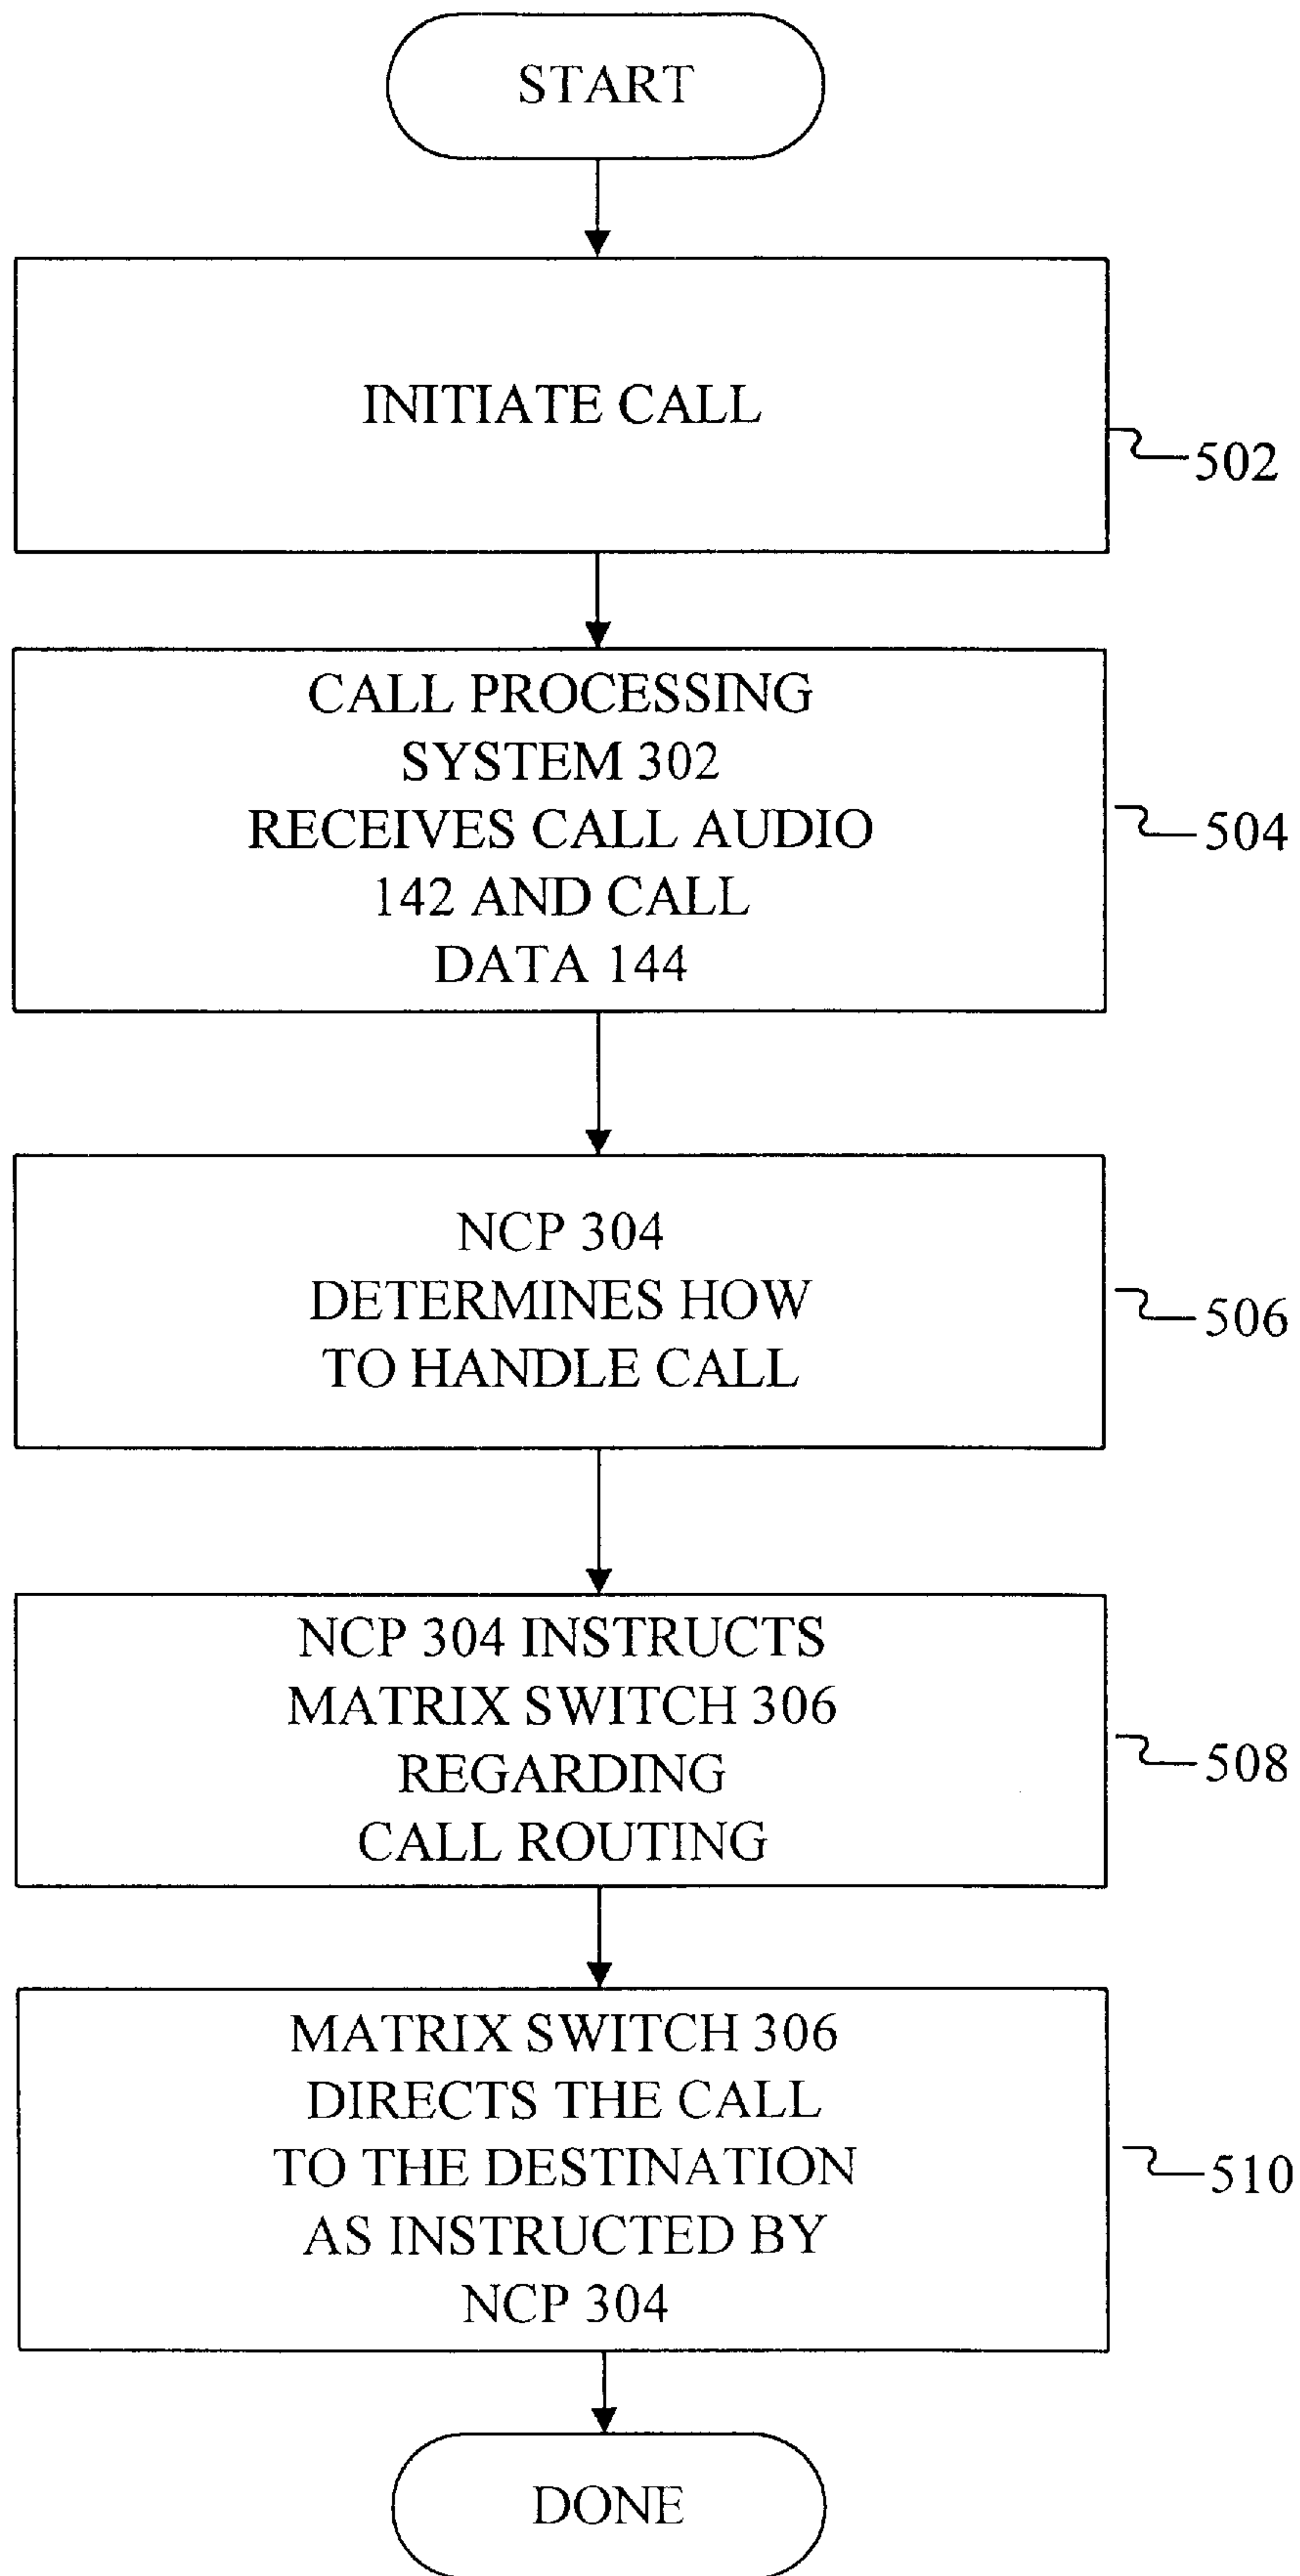 START
INITIATE CALL
502
CALL PROCESSING
SYSTEM 302
RECEIVES CALL AUDIO
142 AND CALL
DATA 144
504
NCP 304
DETERMINES HOW
TO HANDLE CALL
506
NCP 304 INSTRUCTS
MATRIX SWITCH 306
REGARDING
CALL ROUTING
508
MATRIX SWITCH 306
DIRECTS THE CALL
TO THE DESTINATION
AS INSTRUCTED BY
NCP 304
510
DONE